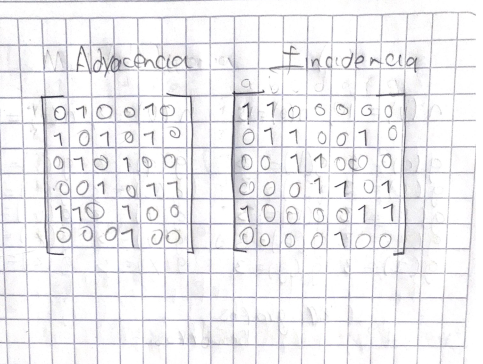 M Adyacencia Iincidencia
0 1 0 0 1 0 1 1 0 0 0 0 0
1 0 1 0 1 0 0 1 1 0 0 1 0
0 1 0 1 0 0 0 0 1 1 0 0 0
0 0 1 0 1 1 0 0 0 1 1 0 1
1 1 0 1 0 0 1 0 0 0 0 1 1
0 0 0 1 0 0 0 0 0 0 1 0 0